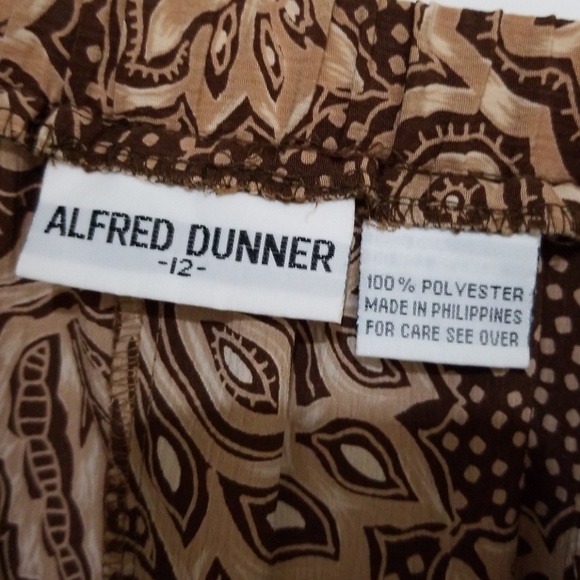 ALFRED DUNNER
-12-
100% POLYESTER
MADE IN PHILIPPINES
FOR CARE SEE OVER